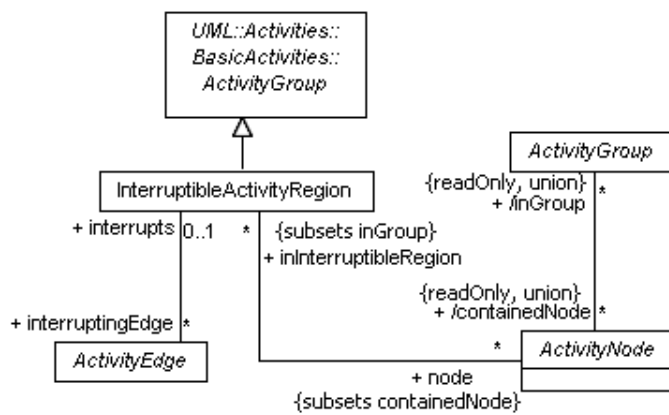 UML::Activities::
BasicActivities::
ActivityGroup
ActivityGroup
InterruptibleActivityRegion
{readOnly, union}
*
+ /inGroup
+ interrupts
0..1
*
{subsets inGroup}
+ inInterruptibleRegion
{readOnly, union}
+ /containedNode
*
+ interruptingEdge
*
ActivityEdge
*
ActivityNode
+ node
{subsets containedNode}